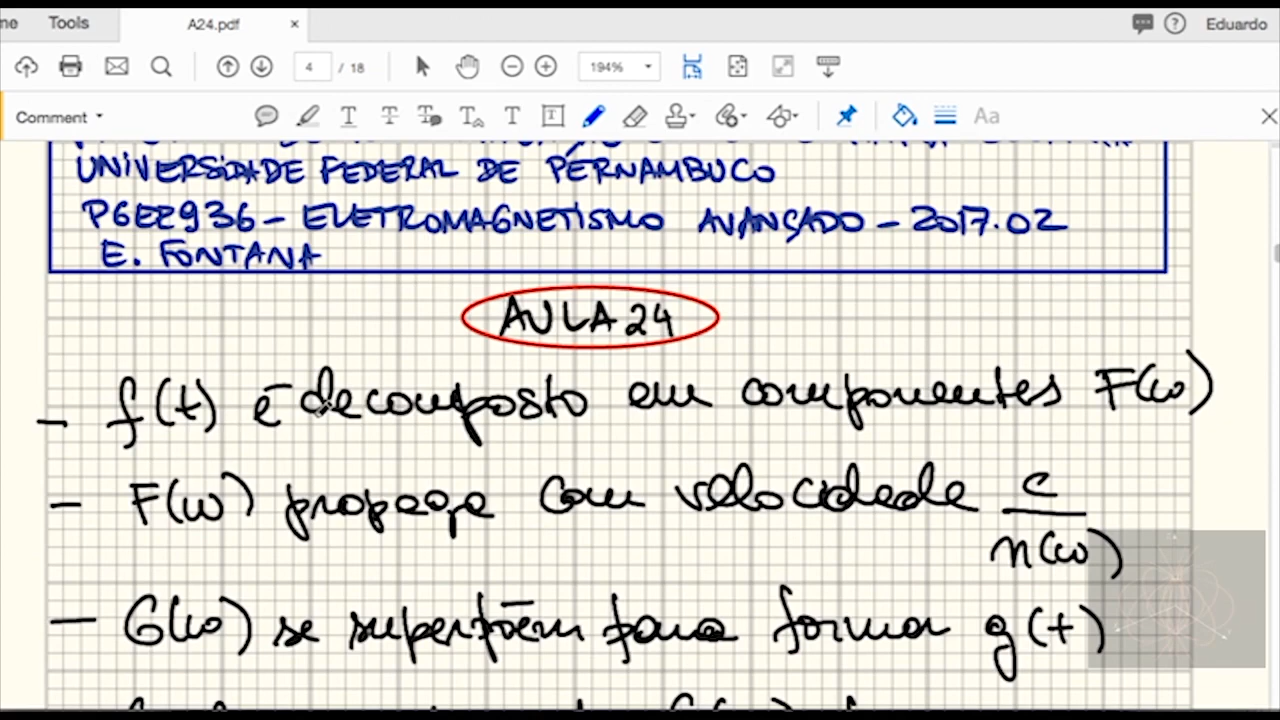 Tools
A24.pdf
×
?
Eduardo
4 / 18
194%
Comment
Aa
UNIVERSIDADE FEDERAL DE PERNAMBUCO
PGEE936 - ELETROMAGNETISMO AVANÇADO - 2017.02
E. FONTANA
AULA 24
- f(t) é decomposto em componentes F(ω)
- F(ω) propaga com velocidade c/n(ω)
- G(ω) se superpõem para formar g(t)